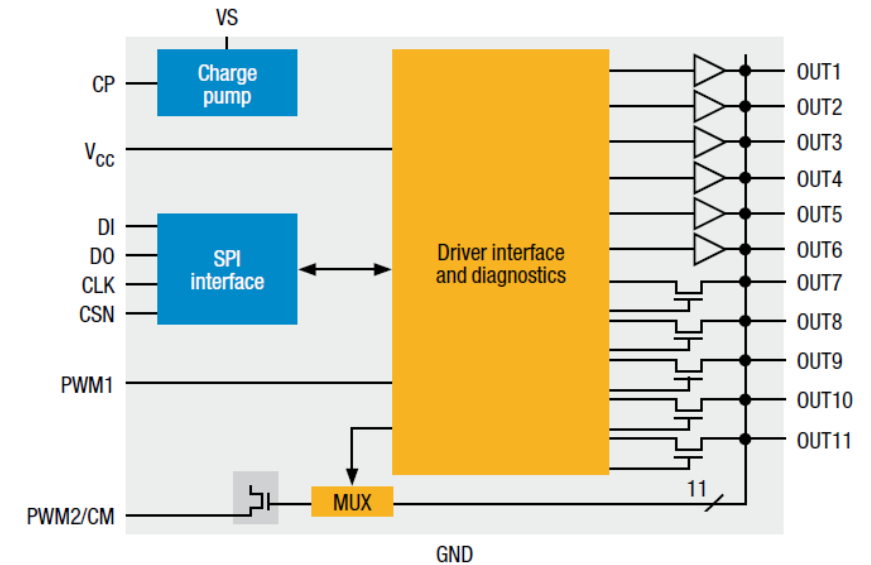 VS
CP
Charge
pump
VCC
DI
DO
CLK
CSN
SPI
interface
PWM1
Driver interface
and diagnostics
MUX
PWM2/CM
11
GND
OUT1
OUT2
OUT3
OUT4
OUT5
OUT6
OUT7
OUT8
OUT9
OUT10
OUT11